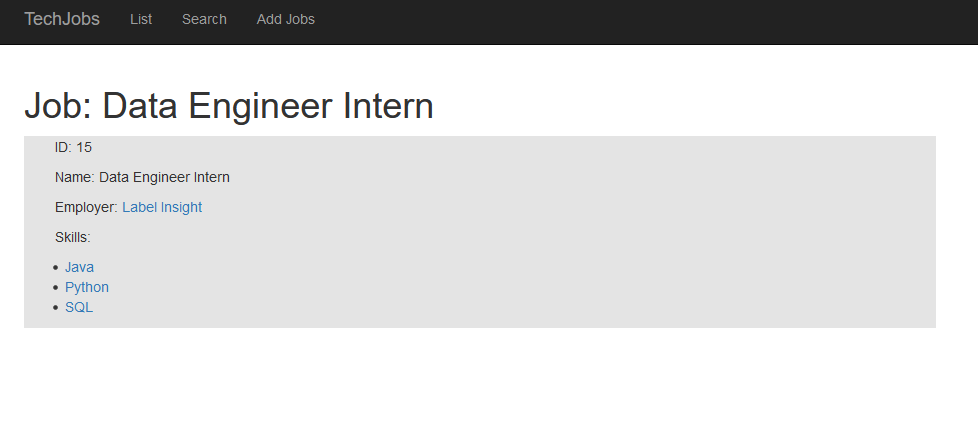 TechJobs List Search Add Jobs
Job: Data Engineer Intern
ID: 15
Name: Data Engineer Intern
Employer: Label Insight
Skills:
• Java
• Python
• SQL